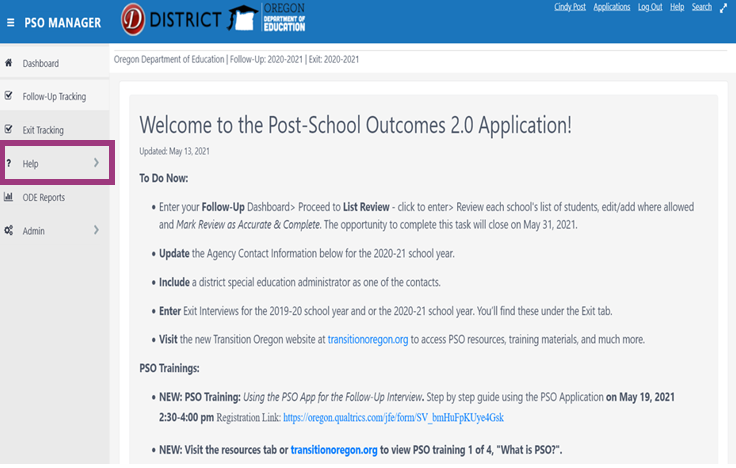 PSO MANAGER
DISTRICT
OREGON
DEPARTMENT
OF EDUCATION
Cindy Post Applications Log Out Help Search
Dashboard
Follow-Up Tracking
Exit Tracking
? Help
ODE Reports
Admin
Oregon Department of Education | Follow-Up: 2020-2021 | Exit: 2020-2021
Welcome to the Post-School Outcomes 2.0 Application!
Updated: May 13, 2021
To Do Now:
• Enter your Follow-Up Dashboard> Proceed to List Review - click to enter> Review each school's list of students, edit/add where allowed
and Mark Review as Accurate & Complete. The opportunity to complete this task will close on May 31, 2021.
• Update the Agency Contact Information below for the 2020-21 school year.
• Include a district special education administrator as one of the contacts.
• Enter Exit Interviews for the 2019-20 school year and or the 2020-21 school year. You'll find these under the Exit tab.
• Visit the new Transition Oregon website at transitionoregon.org to access PSO resources, training materials, and much more.
PSO Trainings:
• NEW: PSO Training: Using the PSO App for the Follow-Up Interview. Step by step guide using the PSO Application on May 19, 2021
2:30-4:00 pm Registration Link: https://oregon.qualtrics.com/jfe/form/SV_bmHuFpKUye4Gsk
• NEW: Visit the resources tab or transitionoregon.org to view PSO training 1 of 4, "What is PSO?".